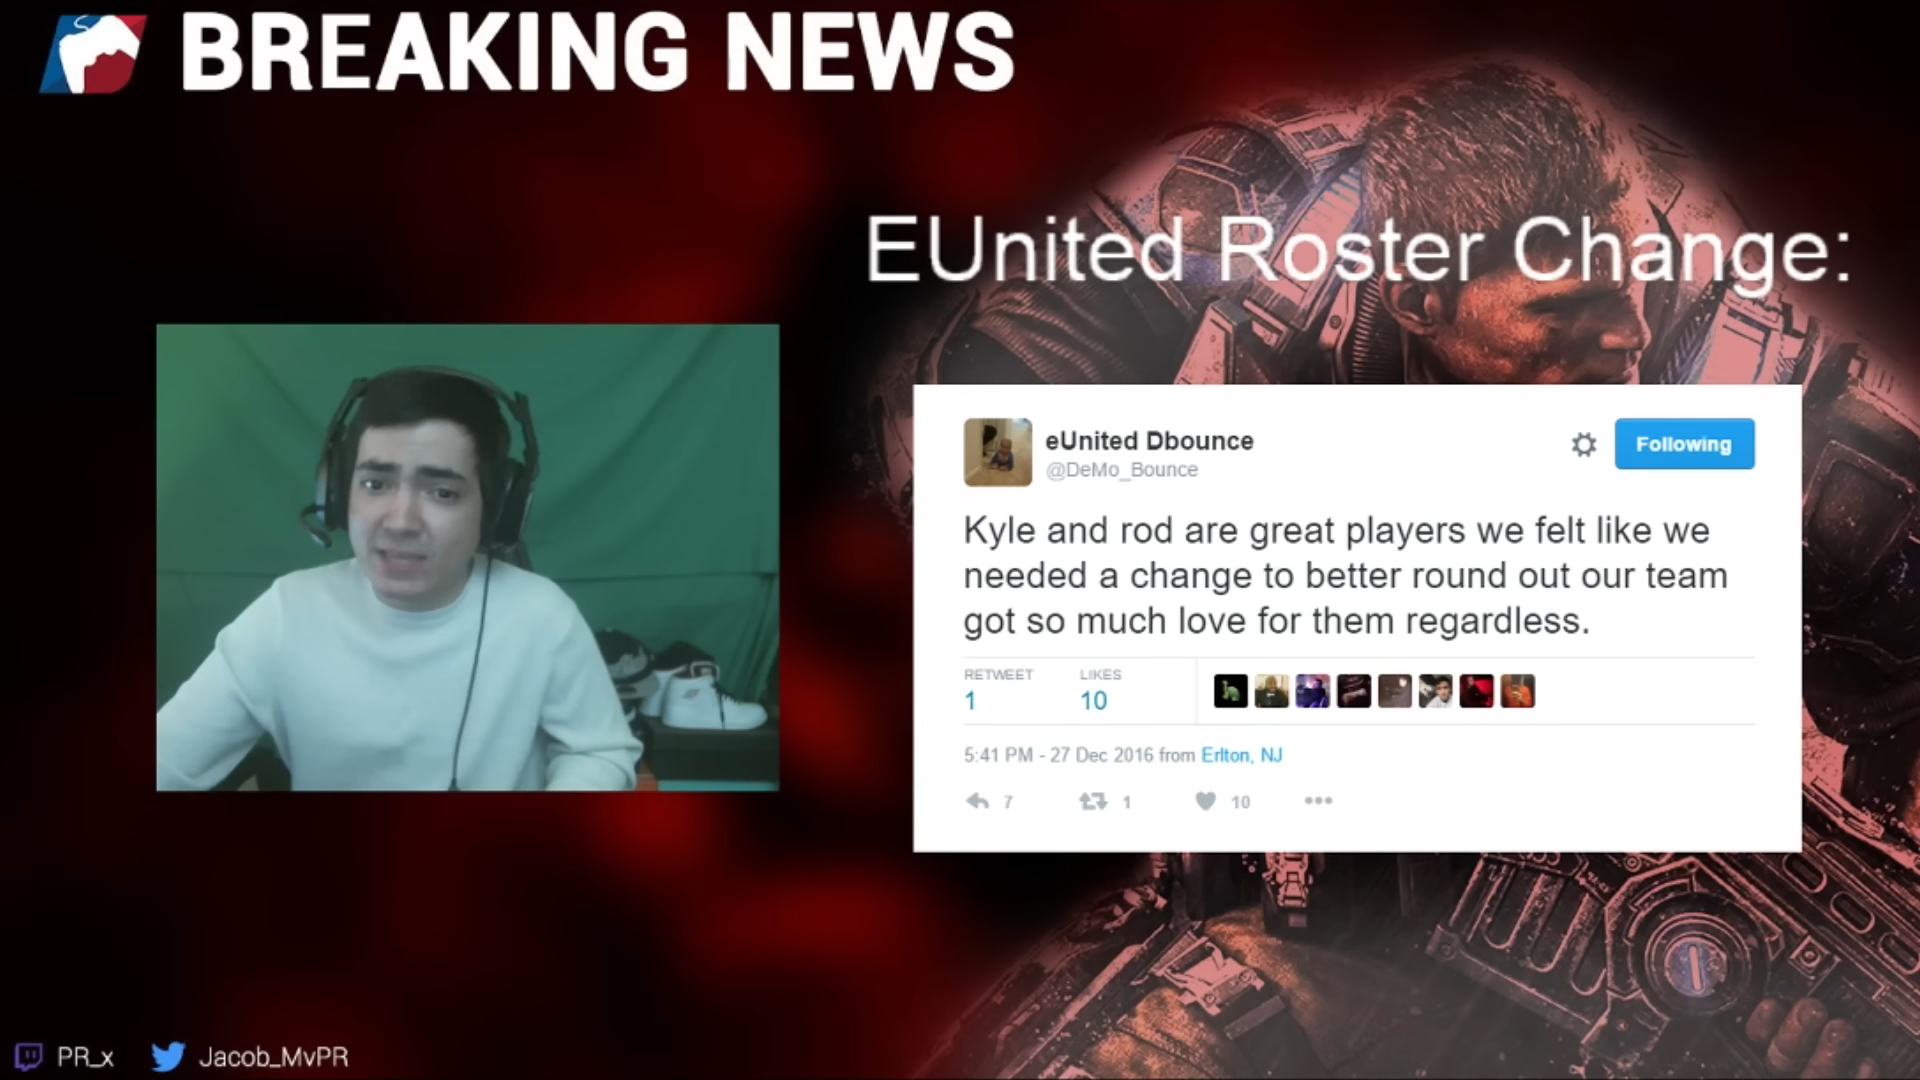 BREAKING NEWS
EUnited Roster Change:
eUnited Dbounce
@DeMo_Bounce
Following
Kyle and rod are great players we felt like we
needed a change to better round out our team
got so much love for them regardless.
RETWEET LIKES
1 10
5:41 PM - 27 Dec 2016 from Erlton, NJ
7 1 10
PR_x Jacob_MvPR